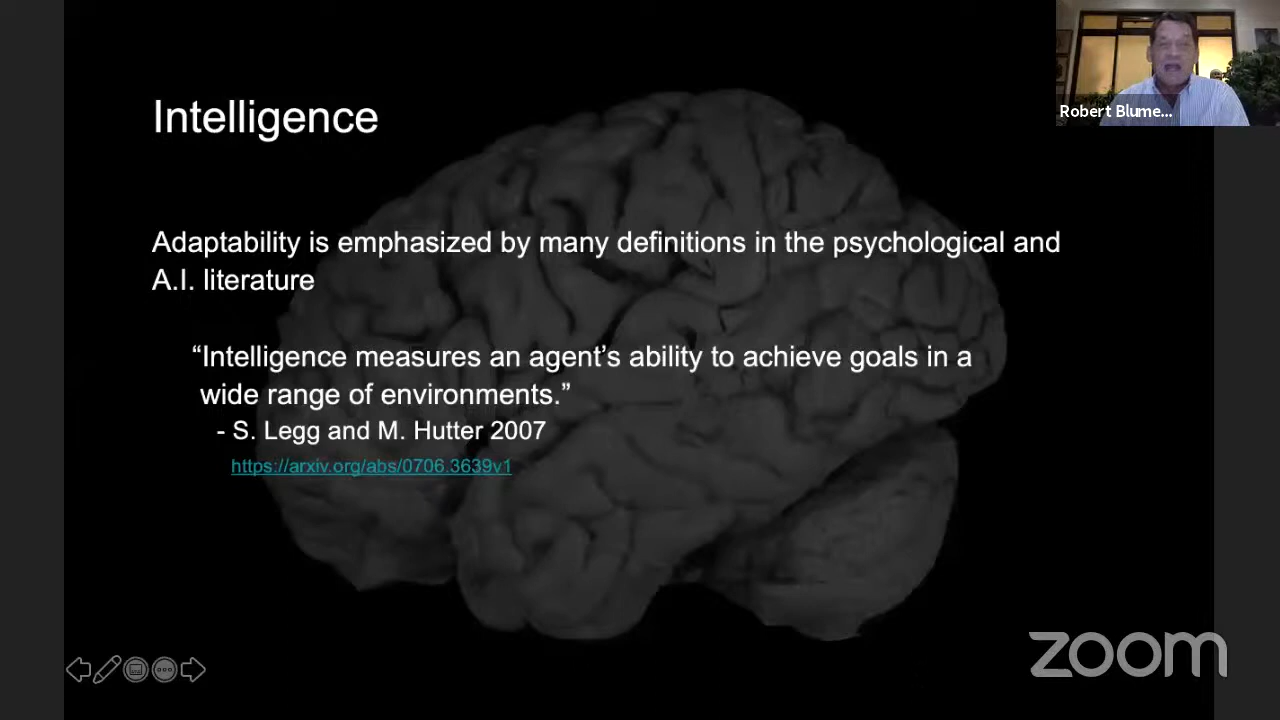 Robert Blume...
Intelligence
Adaptability is emphasized by many definitions in the psychological and
A.I. literature
“Intelligence measures an agent’s ability to achieve goals in a
wide range of environments.”
- S. Legg and M. Hutter 2007
https://arxiv.org/abs/0706.3639v1
zoom